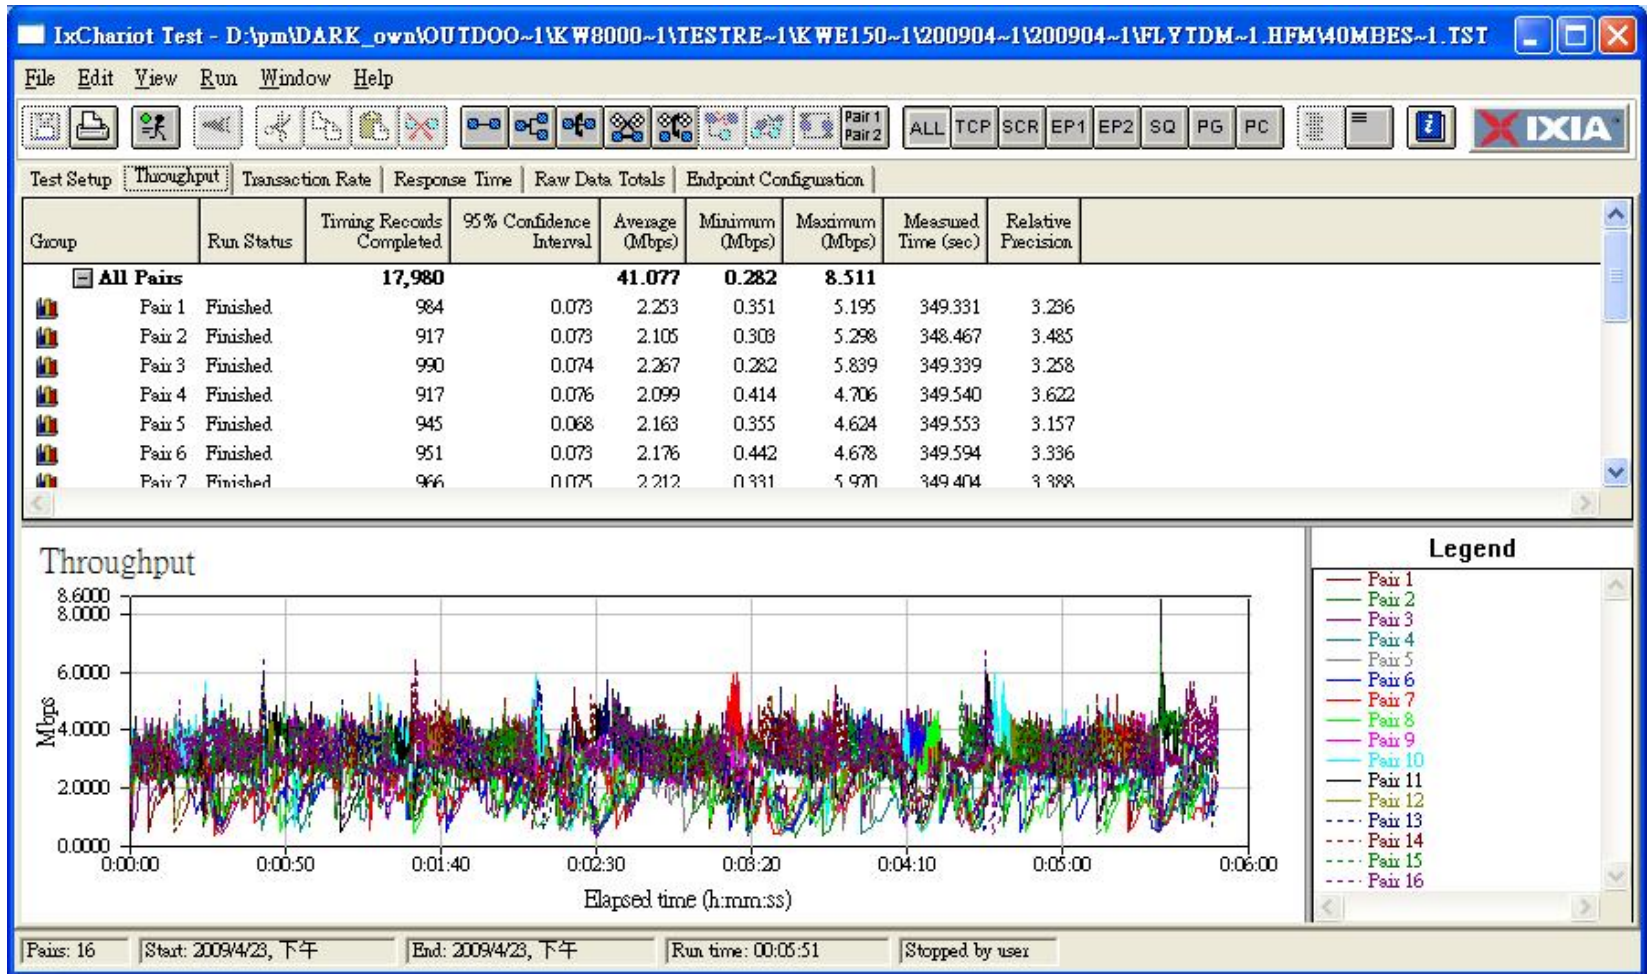 IxChariot Test - D:\pm\DARK_own\OUTDOO~1\KW8000~1\TESTRE~1\KWE150~1\200904~1\200904~1\FLYTDM~1.HFM\40MBES~1.TST
File Edit View Run Window Help
Pair 1 Pair 2 ALL TCP SCR EP1 EP2 SQ PG PC IXIA
Test Setup Throughput Transaction Rate Response Time Raw Data Totals Endpoint Configuration
Group Run Status Timing Records Completed 95% Confidence Interval Average (Mbps) Minimum (Mbps) Maximum (Mbps) Measured Time (sec) Relative Precision
All Pairs 17,980 41.077 0.282 8.511
Pair 1 Finished 984 0.073 2.253 0.351 5.195 349.331 3.236
Pair 2 Finished 917 0.073 2.105 0.303 5.298 348.467 3.485
Pair 3 Finished 990 0.074 2.267 0.282 5.839 349.339 3.258
Pair 4 Finished 917 0.076 2.099 0.414 4.706 349.540 3.622
Pair 5 Finished 945 0.068 2.163 0.355 4.624 349.553 3.157
Pair 6 Finished 951 0.073 2.176 0.442 4.678 349.594 3.336
Pair 7 Finished 966 0.075 2.212 0.331 5.970 349.404 3.388
Throughput
8.6000
8.0000
6.0000
4.0000
2.0000
0.0000
Mbps
0:00:00 0:00:50 0:01:40 0:02:30 0:03:20 0:04:10 0:05:00 0:06:00
Elapsed time (h:mm:ss)
Legend
Pair 1
Pair 2
Pair 3
Pair 4
Pair 5
Pair 6
Pair 7
Pair 8
Pair 9
Pair 10
Pair 11
Pair 12
Pair 13
Pair 14
Pair 15
Pair 16
Pairs: 16 Start: 2009/4/23, 下午 End: 2009/4/23, 下午 Run time: 00:05:51 Stopped by user